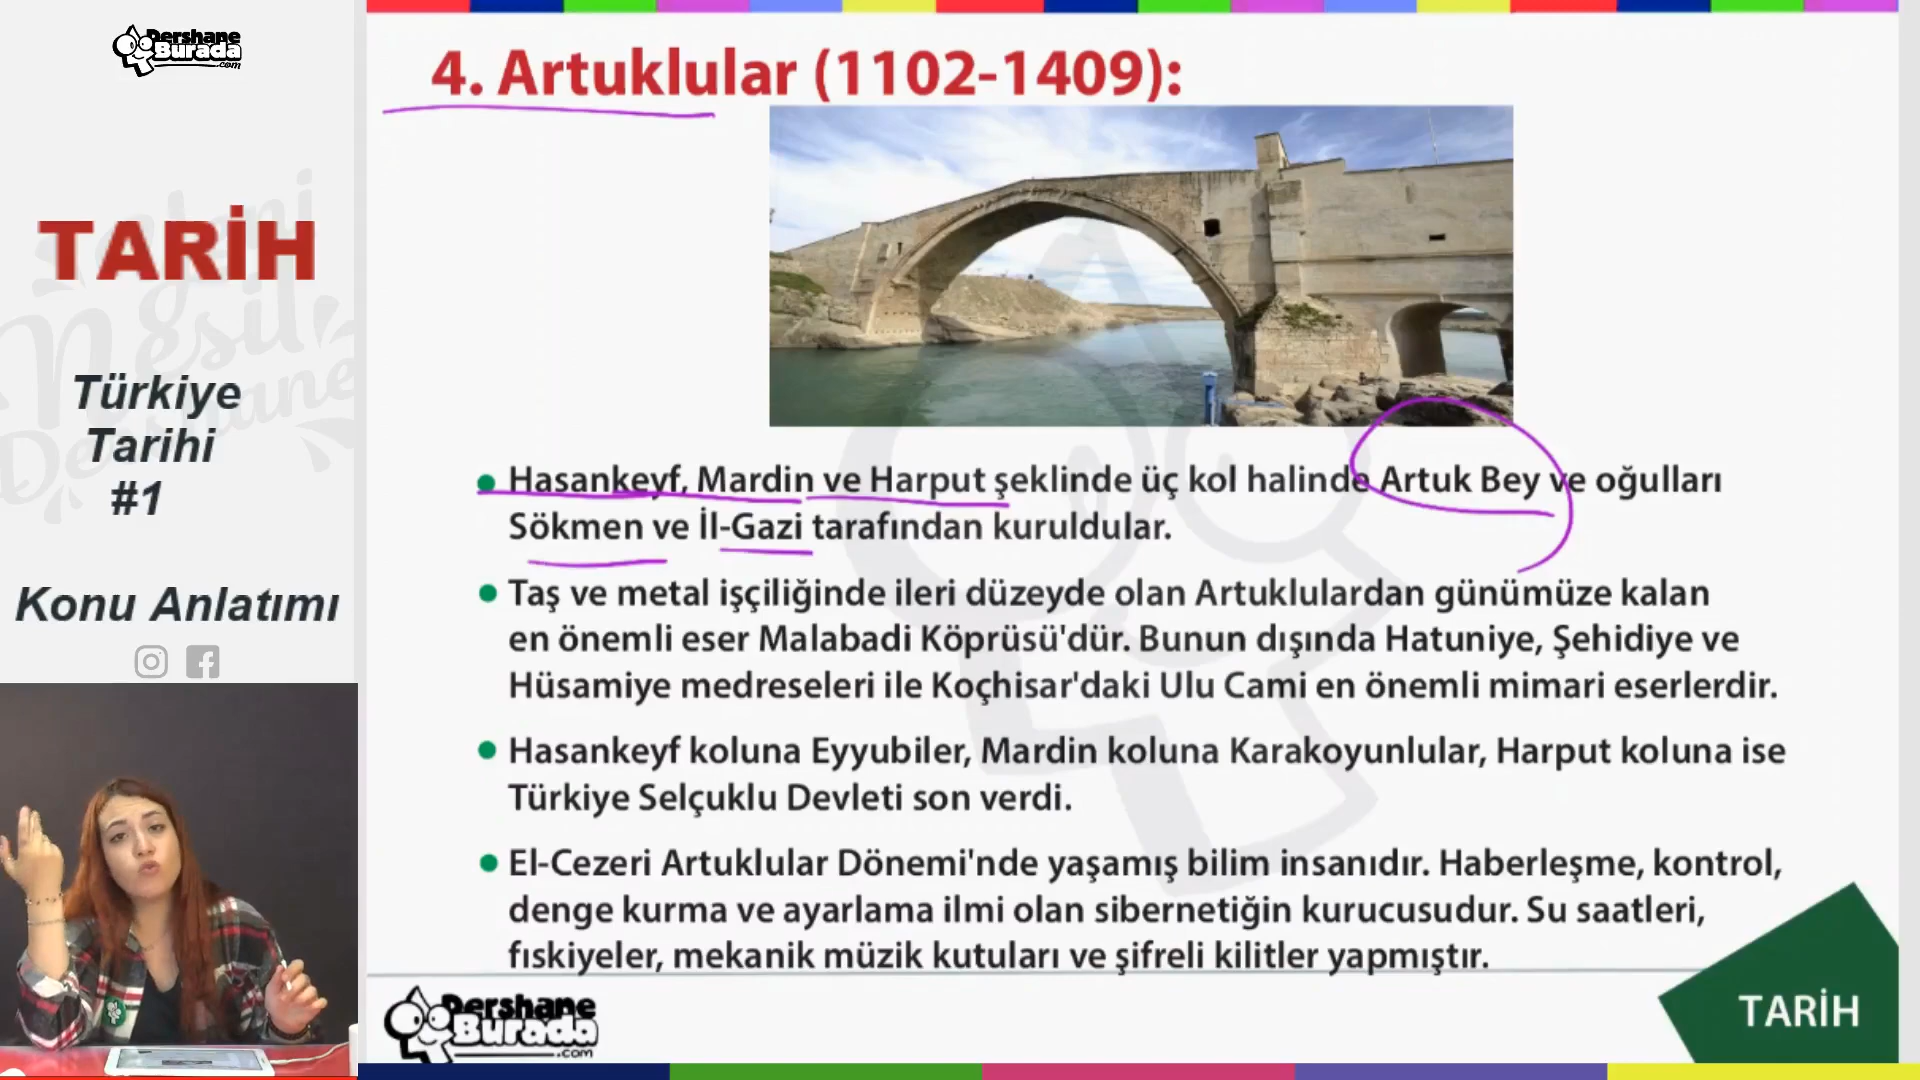 Dershane
Burada
.com
TARİH
Türkiye
Tarihi
#1
Konu Anlatımı
4. Artuklular (1102-1409):
Hasankeyf, Mardin ve Harput şeklinde üç kol halinde Artuk Bey ve oğulları
Sökmen ve İl-Gazi tarafından kuruldular.
Taş ve metal işçiliğinde ileri düzeyde olan Artuklulardan günümüze kalan
en önemli eser Malabadi Köprüsü'dür. Bunun dışında Hatuniye, Şehidiye ve
Hüsamiye medreseleri ile Koçhisar'daki Ulu Cami en önemli mimari eserlerdir.
Hasankeyf koluna Eyyubiler, Mardin koluna Karakoyunlular, Harput koluna ise
Türkiye Selçuklu Devleti son verdi.
El-Cezeri Artuklular Dönemi'nde yaşamış bilim insanıdır. Haberleşme, kontrol,
denge kurma ve ayarlama ilmi olan sibernetiğin kurucusudur. Su saatleri,
fıskiyeler, mekanik müzik kutuları ve şifreli kilitler yapmıştır.
Dershane
Burada
.com
TARİH